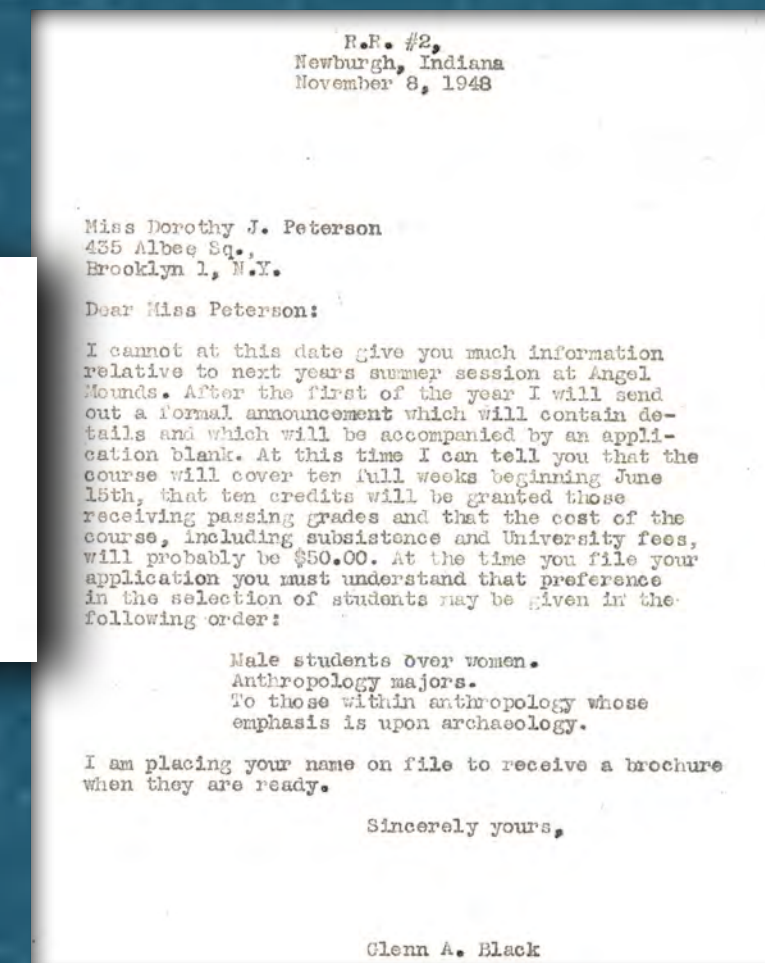 R.R. #2,
Newburgh, Indiana
November 8, 1948
Miss Dorothy J. Peterson
435 Albee Sq.,
Brooklyn 1, N.Y.
Dear Miss Peterson:
I cannot at this date give you much information
relative to next years summer session at Angel
Mounds. After the first of the year I will send
out a formal announcement which will contain de-
tails and which will be accompanied by an appli-
cation blank. At this time I can tell you that the
course will cover ten full weeks beginning June
15th, that ten credits will be granted those
receiving passing grades and that the cost of the
course, including subsistence and University fees,
will probably be $50.00. At the time you file your
application you must understand that preference
in the selection of students may be given in the
following order:
Male students over women.
Anthropology majors.
To those within anthropology whose
emphasis is upon archaeology.
I am placing your name on file to receive a brochure
when they are ready.
Sincerely yours,
Glenn A. Black